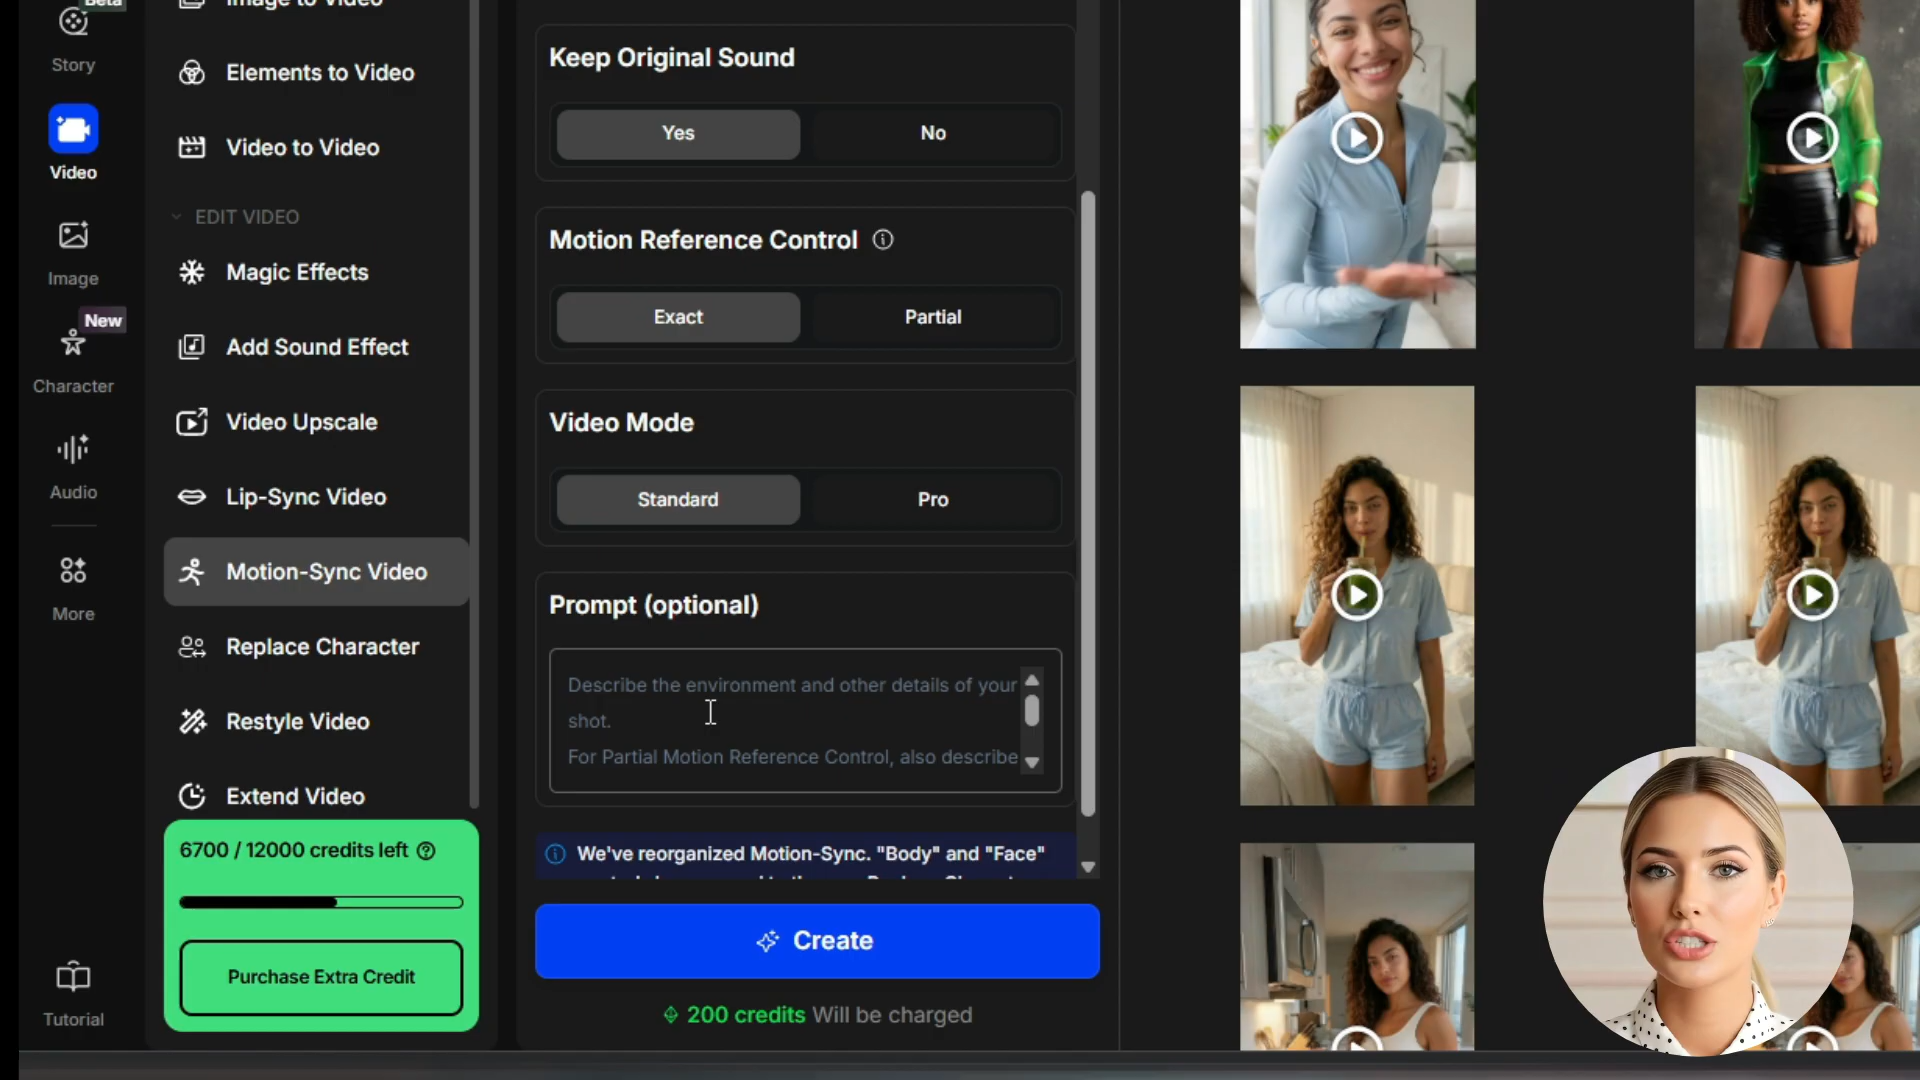 Beta
Story
Video
Image
New
Character
Audio
More
Tutorial
Image to Video
Elements to Video
Video to Video
EDIT VIDEO
Magic Effects
Add Sound Effect
Video Upscale
Lip-Sync Video
Motion-Sync Video
Replace Character
Restyle Video
Extend Video
6700 / 12000 credits left
Purchase Extra Credit
Keep Original Sound
Yes No
Motion Reference Control
Exact Partial
Video Mode
Standard Pro
Prompt (optional)
Describe the environment and other details of your
shot.
For Partial Motion Reference Control, also describe
We've reorganized Motion-Sync. "Body" and "Face"
Create
200 credits Will be charged